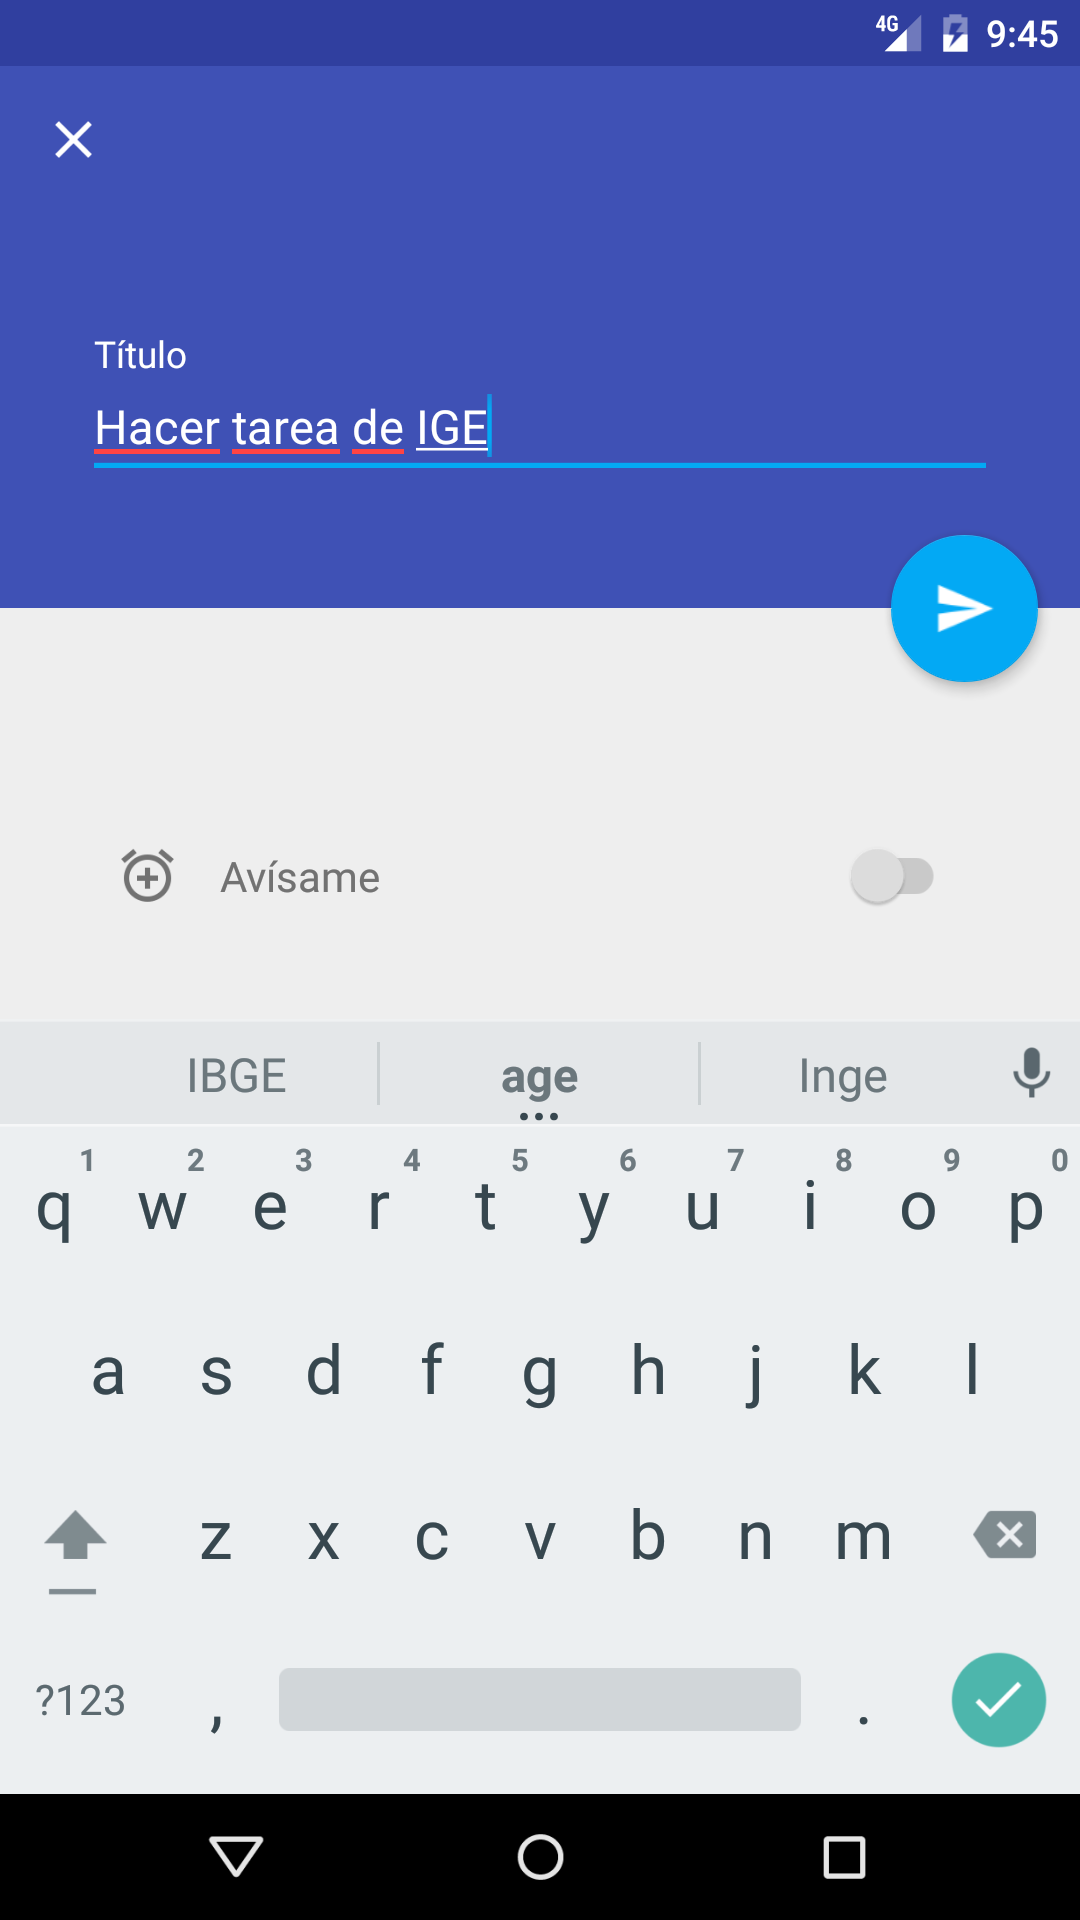 4G 9:45
Título
Hacer tarea de IGE
Avísame
IBGE age Inge
1 2 3 4 5 6 7 8 9 0
q w e r t y u i o p
a s d f g h j k l
z x c v b n m
?123 , .